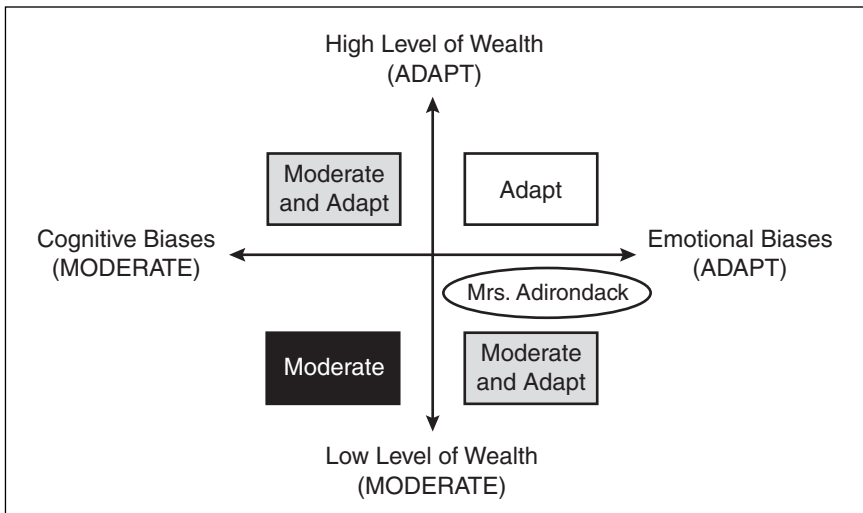 High Level of Wealth
(ADAPT)
Moderate
and Adapt
Adapt
Cognitive Biases
(MODERATE)
Emotional Biases
(ADAPT)
Mrs. Adirondack
Moderate
Moderate
and Adapt
Low Level of Wealth
(MODERATE)